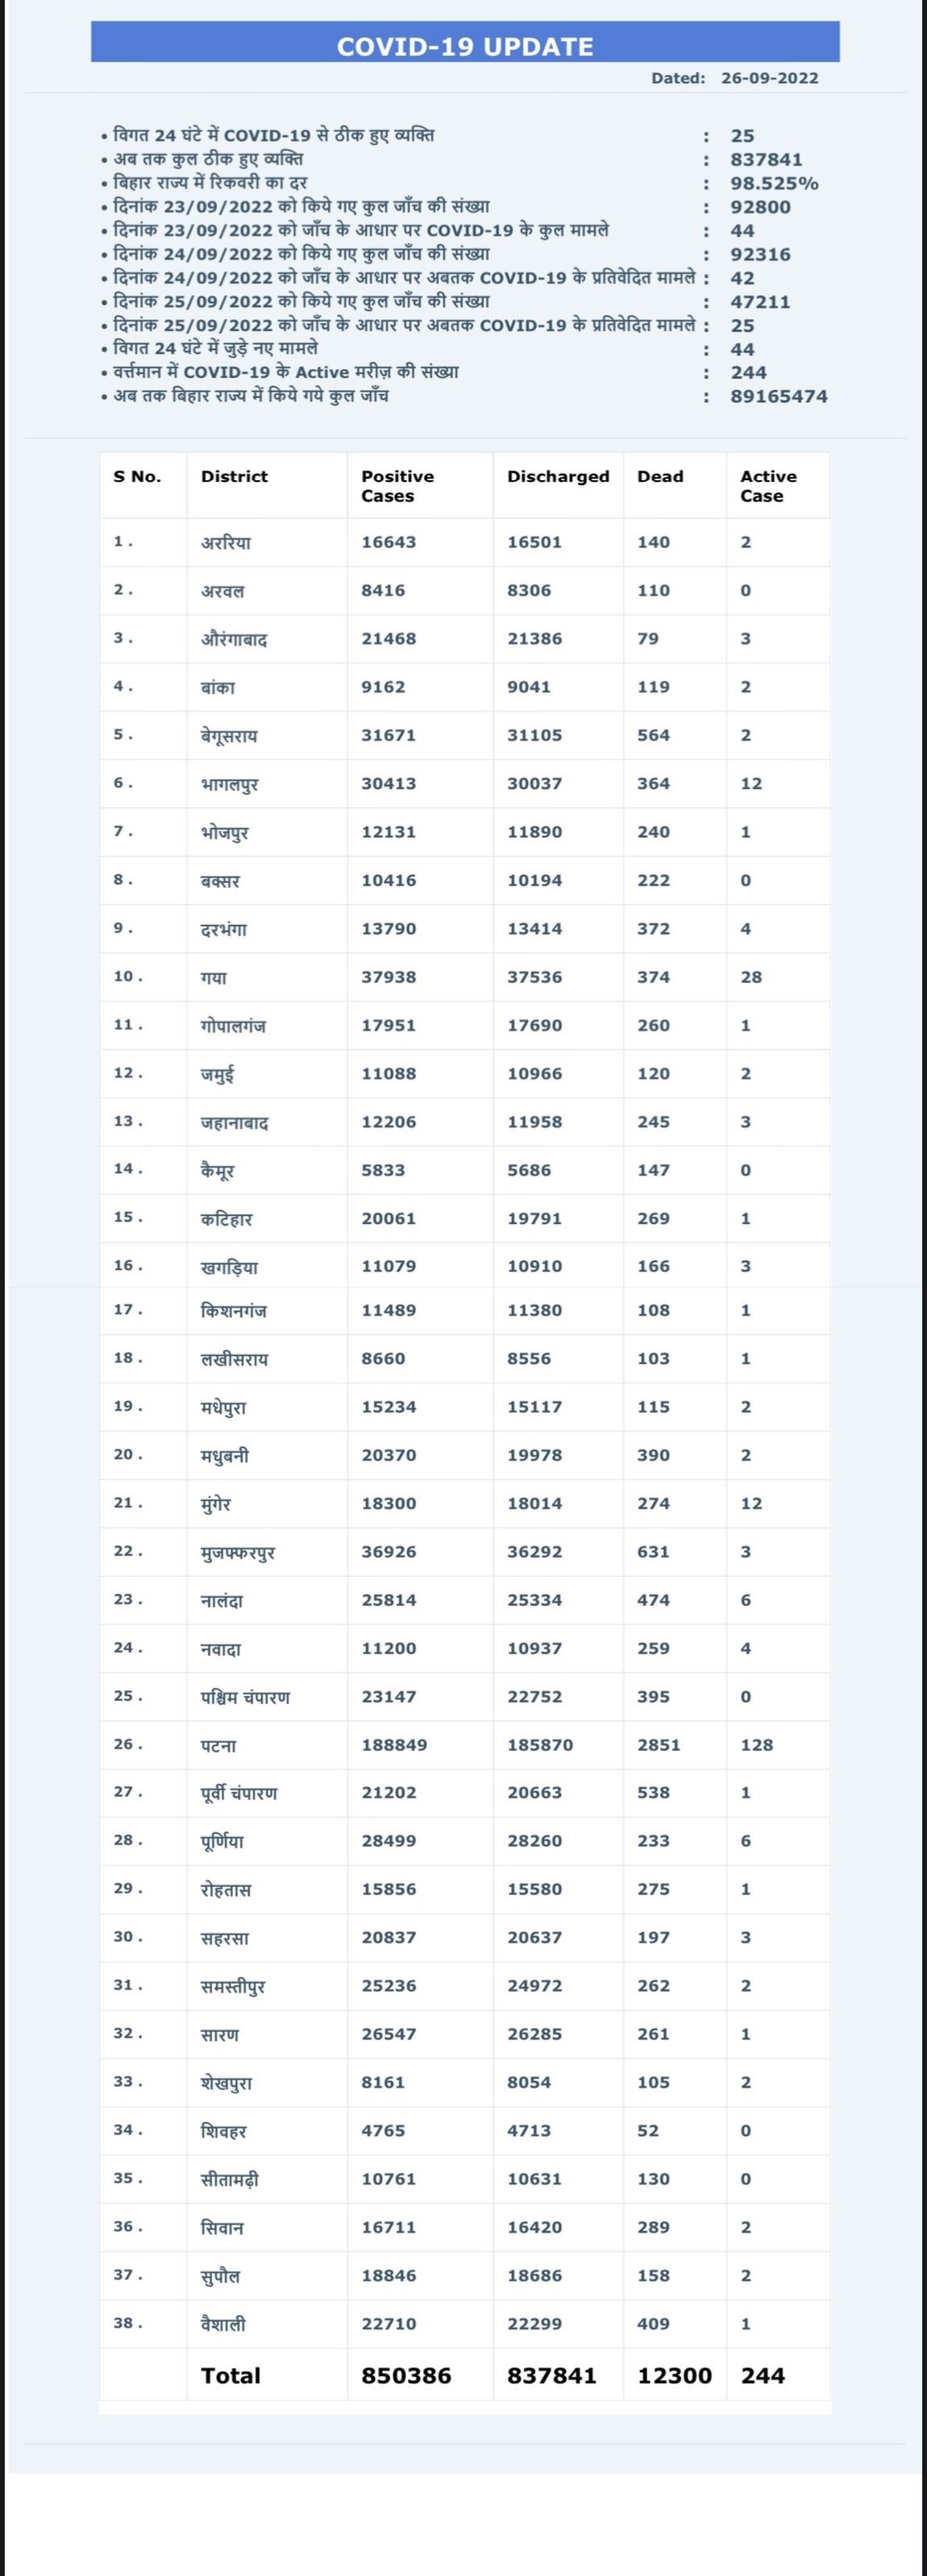 COVID-19 UPDATE
Dated: 26-09-2022
• विगत 24 घंटे में COVID-19 से ठीक हुए व्यक्ति : 25
• अब तक कुल ठीक हुए व्यक्ति : 837841
• बिहार राज्य में रिकवरी का दर : 98.525%
• दिनांक 23/09/2022 को किये गए कुल जाँच की संख्या : 92800
• दिनांक 23/09/2022 को जाँच के आधार पर COVID-19 के कुल मामले : 44
• दिनांक 24/09/2022 को किये गए कुल जाँच की संख्या : 92316
• दिनांक 24/09/2022 को जाँच के आधार पर अबतक COVID-19 के प्रतिवेदित मामले : 42
• दिनांक 25/09/2022 को किये गए कुल जाँच की संख्या : 47211
• दिनांक 25/09/2022 को जाँच के आधार पर अबतक COVID-19 के प्रतिवेदित मामले : 25
• विगत 24 घंटे में जुड़े नए मामले : 44
• वर्त्तमान में COVID-19 के Active मरीज़ की संख्या : 244
• अब तक बिहार राज्य में किये गये कुल जाँच : 89165474
S No. District Positive Cases Discharged Dead Active Case
1 . अररिया 16643 16501 140 2
2 . अरवल 8416 8306 110 0
3 . औरंगाबाद 21468 21386 79 3
4 . बांका 9162 9041 119 2
5 . बेगूसराय 31671 31105 564 2
6 . भागलपुर 30413 30037 364 12
7 . भोजपुर 12131 11890 240 1
8 . बक्सर 10416 10194 222 0
9 . दरभंगा 13790 13414 372 4
10 . गया 37938 37536 374 28
11 . गोपालगंज 17951 17690 260 1
12 . जमुई 11088 10966 120 2
13 . जहानाबाद 12206 11958 245 3
14 . कैमूर 5833 5686 147 0
15 . कटिहार 20061 19791 269 1
16 . खगड़िया 11079 10910 166 3
17 . किशनगंज 11489 11380 108 1
18 . लखीसराय 8660 8556 103 1
19 . मधेपुरा 15234 15117 115 2
20 . मधुबनी 20370 19978 390 2
21 . मुंगेर 18300 18014 274 12
22 . मुजफ्फरपुर 36926 36292 631 3
23 . नालंदा 25814 25334 474 6
24 . नवादा 11200 10937 259 4
25 . पश्चिम चंपारण 23147 22752 395 0
26 . पटना 188849 185870 2851 128
27 . पूर्वी चंपारण 21202 20663 538 1
28 . पूर्णिया 28499 28260 233 6
29 . रोहतास 15856 15580 275 1
30 . सहरसा 20837 20637 197 3
31 . समस्तीपुर 25236 24972 262 2
32 . सारण 26547 26285 261 1
33 . शेखपुरा 8161 8054 105 2
34 . शिवहर 4765 4713 52 0
35 . सीतामढ़ी 10761 10631 130 0
36 . सिवान 16711 16420 289 2
37 . सुपौल 18846 18686 158 2
38 . वैशाली 22710 22299 409 1
Total 850386 837841 12300 244